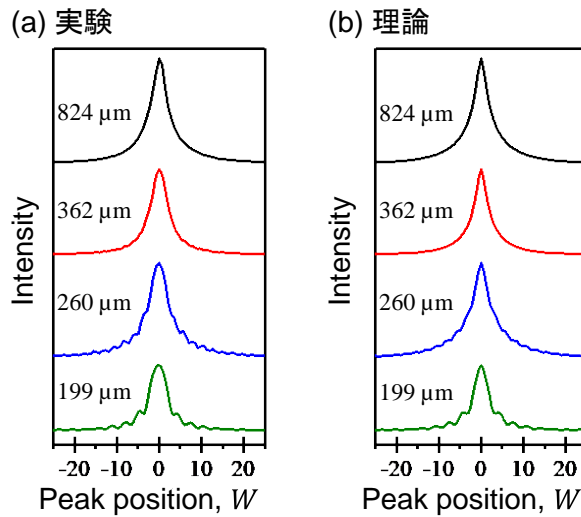 (a) 実験
(b) 理論
824 µm
362 µm
260 µm
199 µm
Intensity
-20 -10 0 10 20
Peak position, W
824 µm
362 µm
260 µm
199 µm
Intensity
-20 -10 0 10 20
Peak position, W